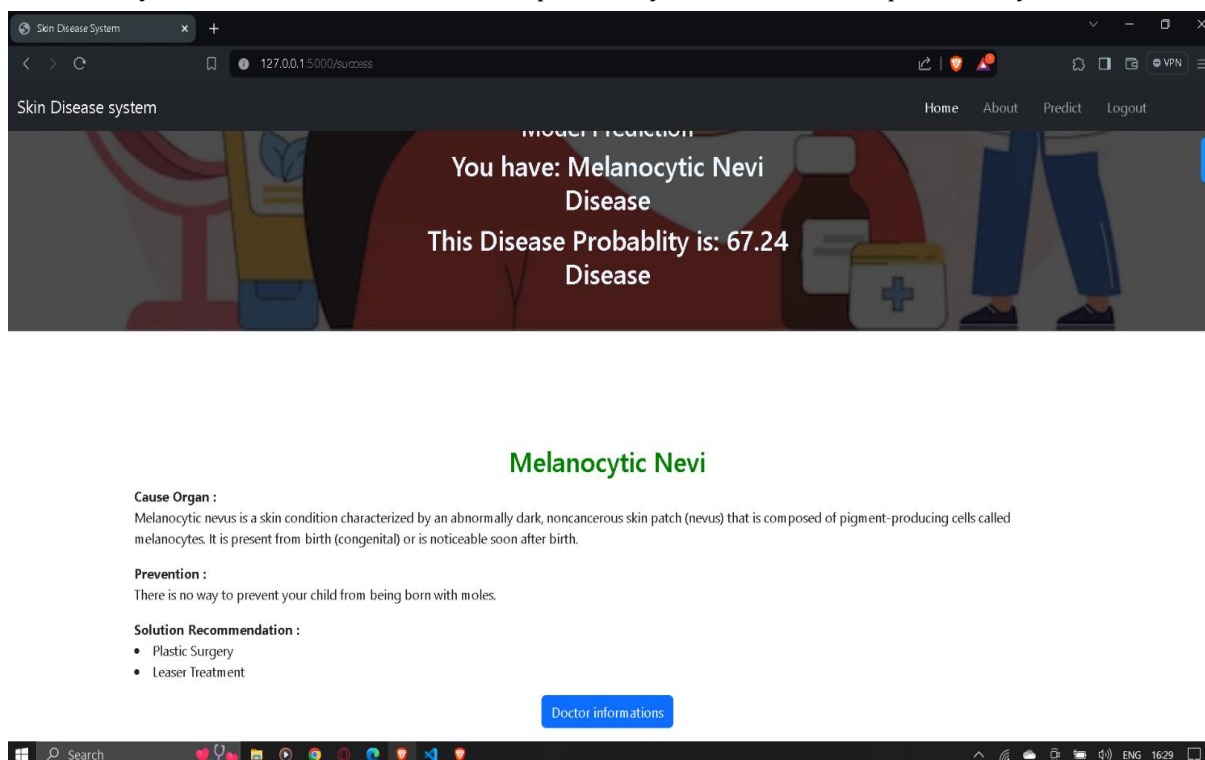 Skin Disease System
127.0.0.1:5000/success
VPN
Skin Disease system
Home About Predict Logout
Model Prediction
You have: Melanocytic Nevi
Disease
This Disease Probablity is: 67.24
Disease
Melanocytic Nevi
Cause Organ :
Melanocytic nevus is a skin condition characterized by an abnormally dark, noncancerous skin patch (nevus) that is composed of pigment-producing cells called
melanocytes. It is present from birth (congenital) or is noticeable soon after birth.
Prevention :
There is no way to prevent your child from being born with moles.
Solution Recommendation :
• Plastic Surgery
• Leaser Treatment
Doctor informations
Search
ENG 16:29